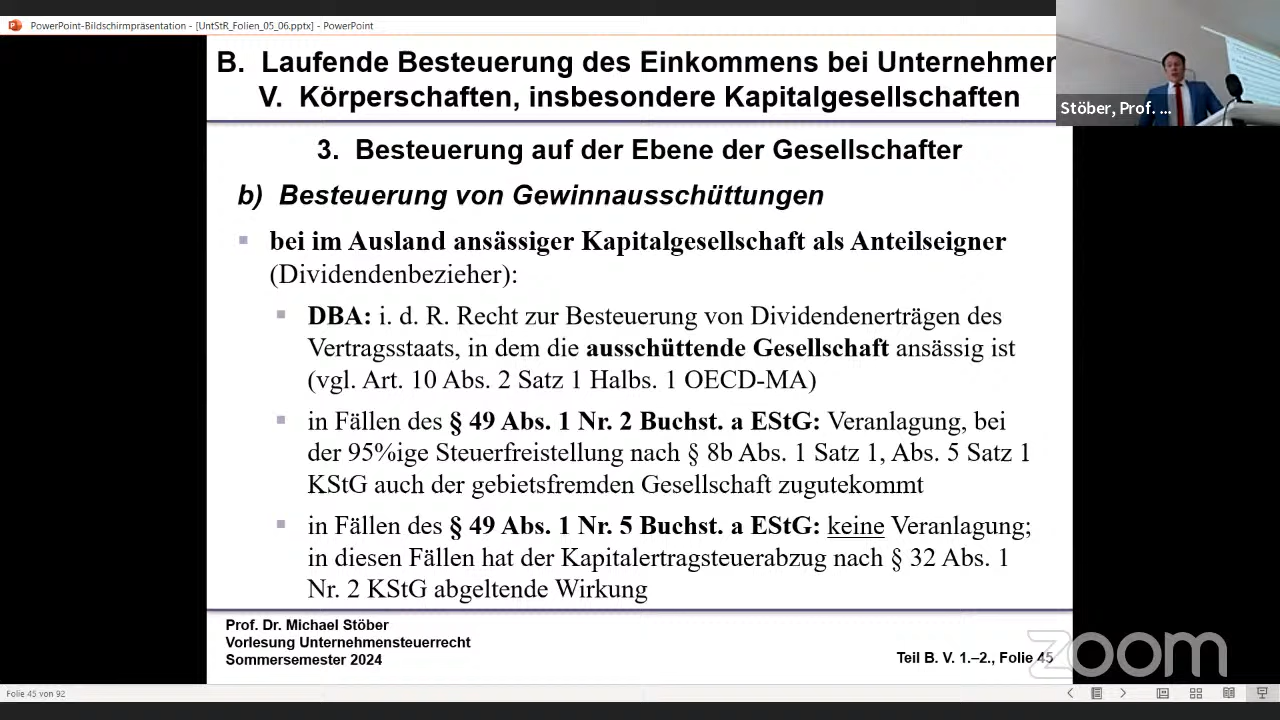 PowerPoint-Bildschirmpräsentation - [UntStR_Folien_05_06.pptx] - PowerPoint
B. Laufende Besteuerung des Einkommens bei Unternehmen
V. Körperschaften, insbesondere Kapitalgesellschaften
Stöber, Prof. ...
3. Besteuerung auf der Ebene der Gesellschafter
b) Besteuerung von Gewinnausschüttungen
bei im Ausland ansässiger Kapitalgesellschaft als Anteilseigner
(Dividendenbezieher):
DBA: i. d. R. Recht zur Besteuerung von Dividendenerträgen des
Vertragsstaats, in dem die ausschüttende Gesellschaft ansässig ist
(vgl. Art. 10 Abs. 2 Satz 1 Halbs. 1 OECD-MA)
in Fällen des § 49 Abs. 1 Nr. 2 Buchst. a EStG: Veranlagung, bei
der 95%ige Steuerfreistellung nach § 8b Abs. 1 Satz 1, Abs. 5 Satz 1
KStG auch der gebietsfremden Gesellschaft zugutekommt
in Fällen des § 49 Abs. 1 Nr. 5 Buchst. a EStG: keine Veranlagung;
in diesen Fällen hat der Kapitalertragsteuerabzug nach § 32 Abs. 1
Nr. 2 KStG abgeltende Wirkung
Prof. Dr. Michael Stöber
Vorlesung Unternehmensteuerrecht
Sommersemester 2024
Teil B. V. 1.–2., Folie 45
zoom
Folie 45 von 92